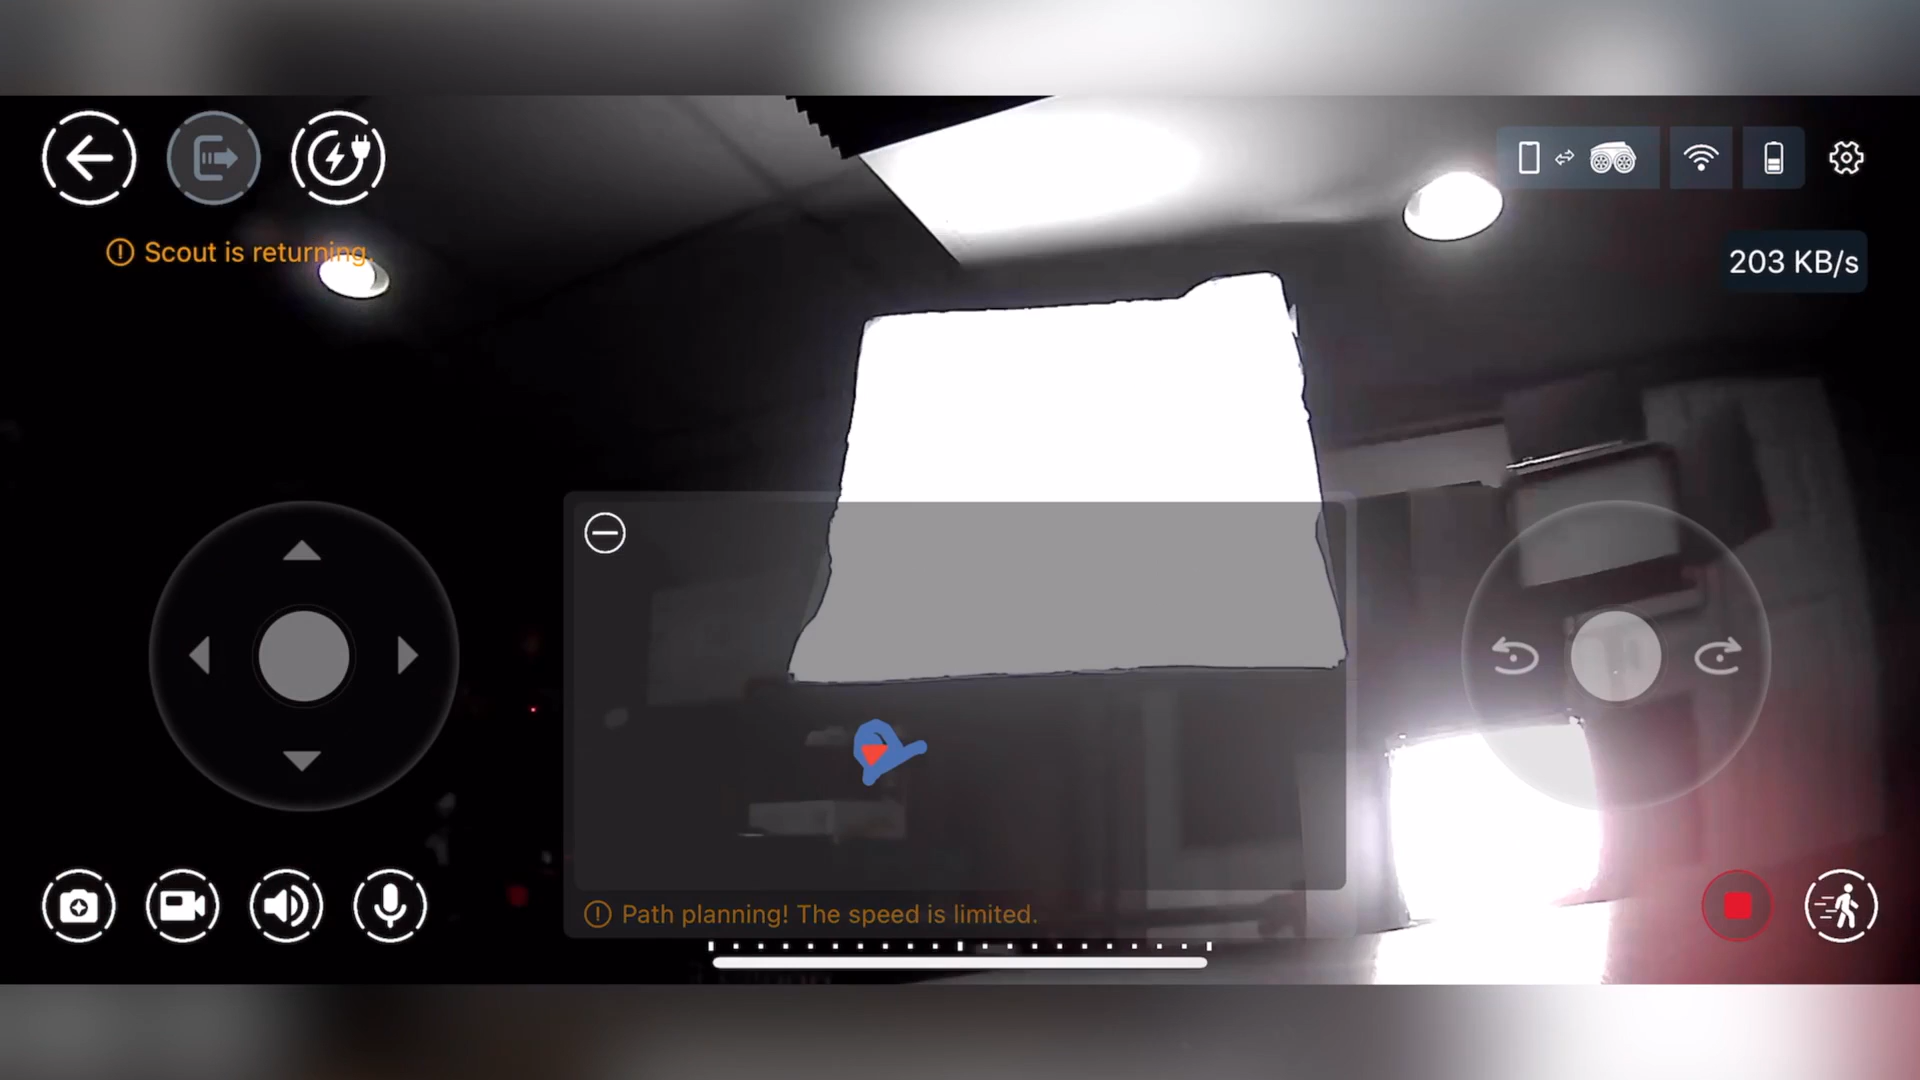 Scout is returning.
203 KB/s
Path planning! The speed is limited.